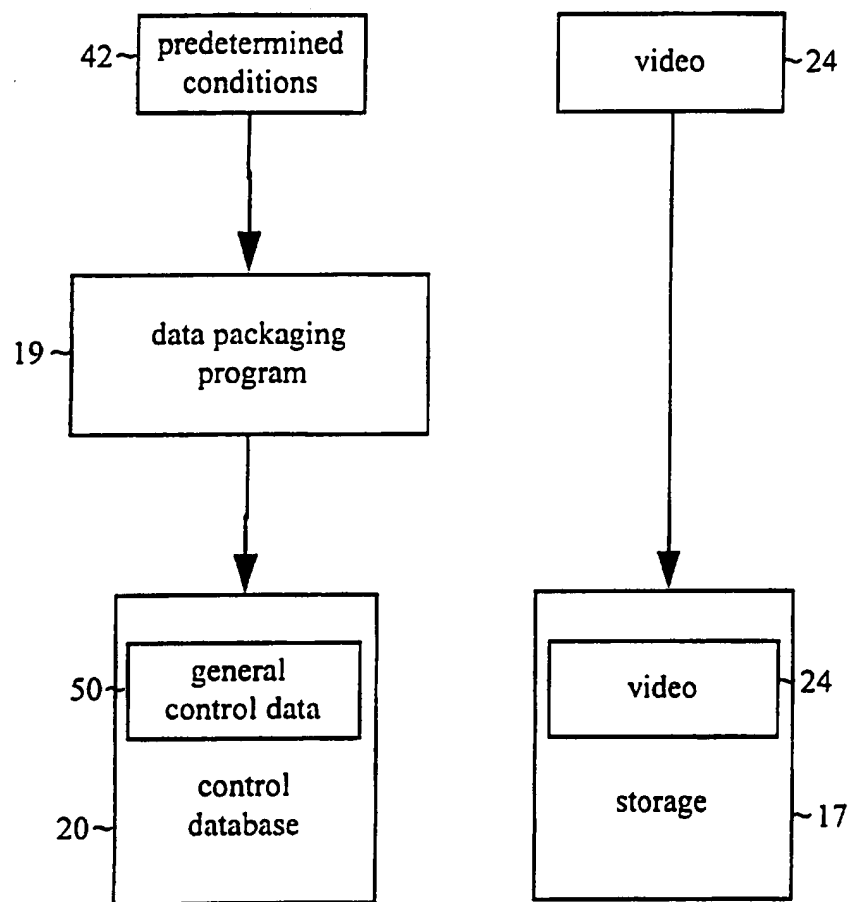 42
predetermined
conditions
video
24
19
data packaging
program
50
general
control data
control
database
20
video
24
storage
17